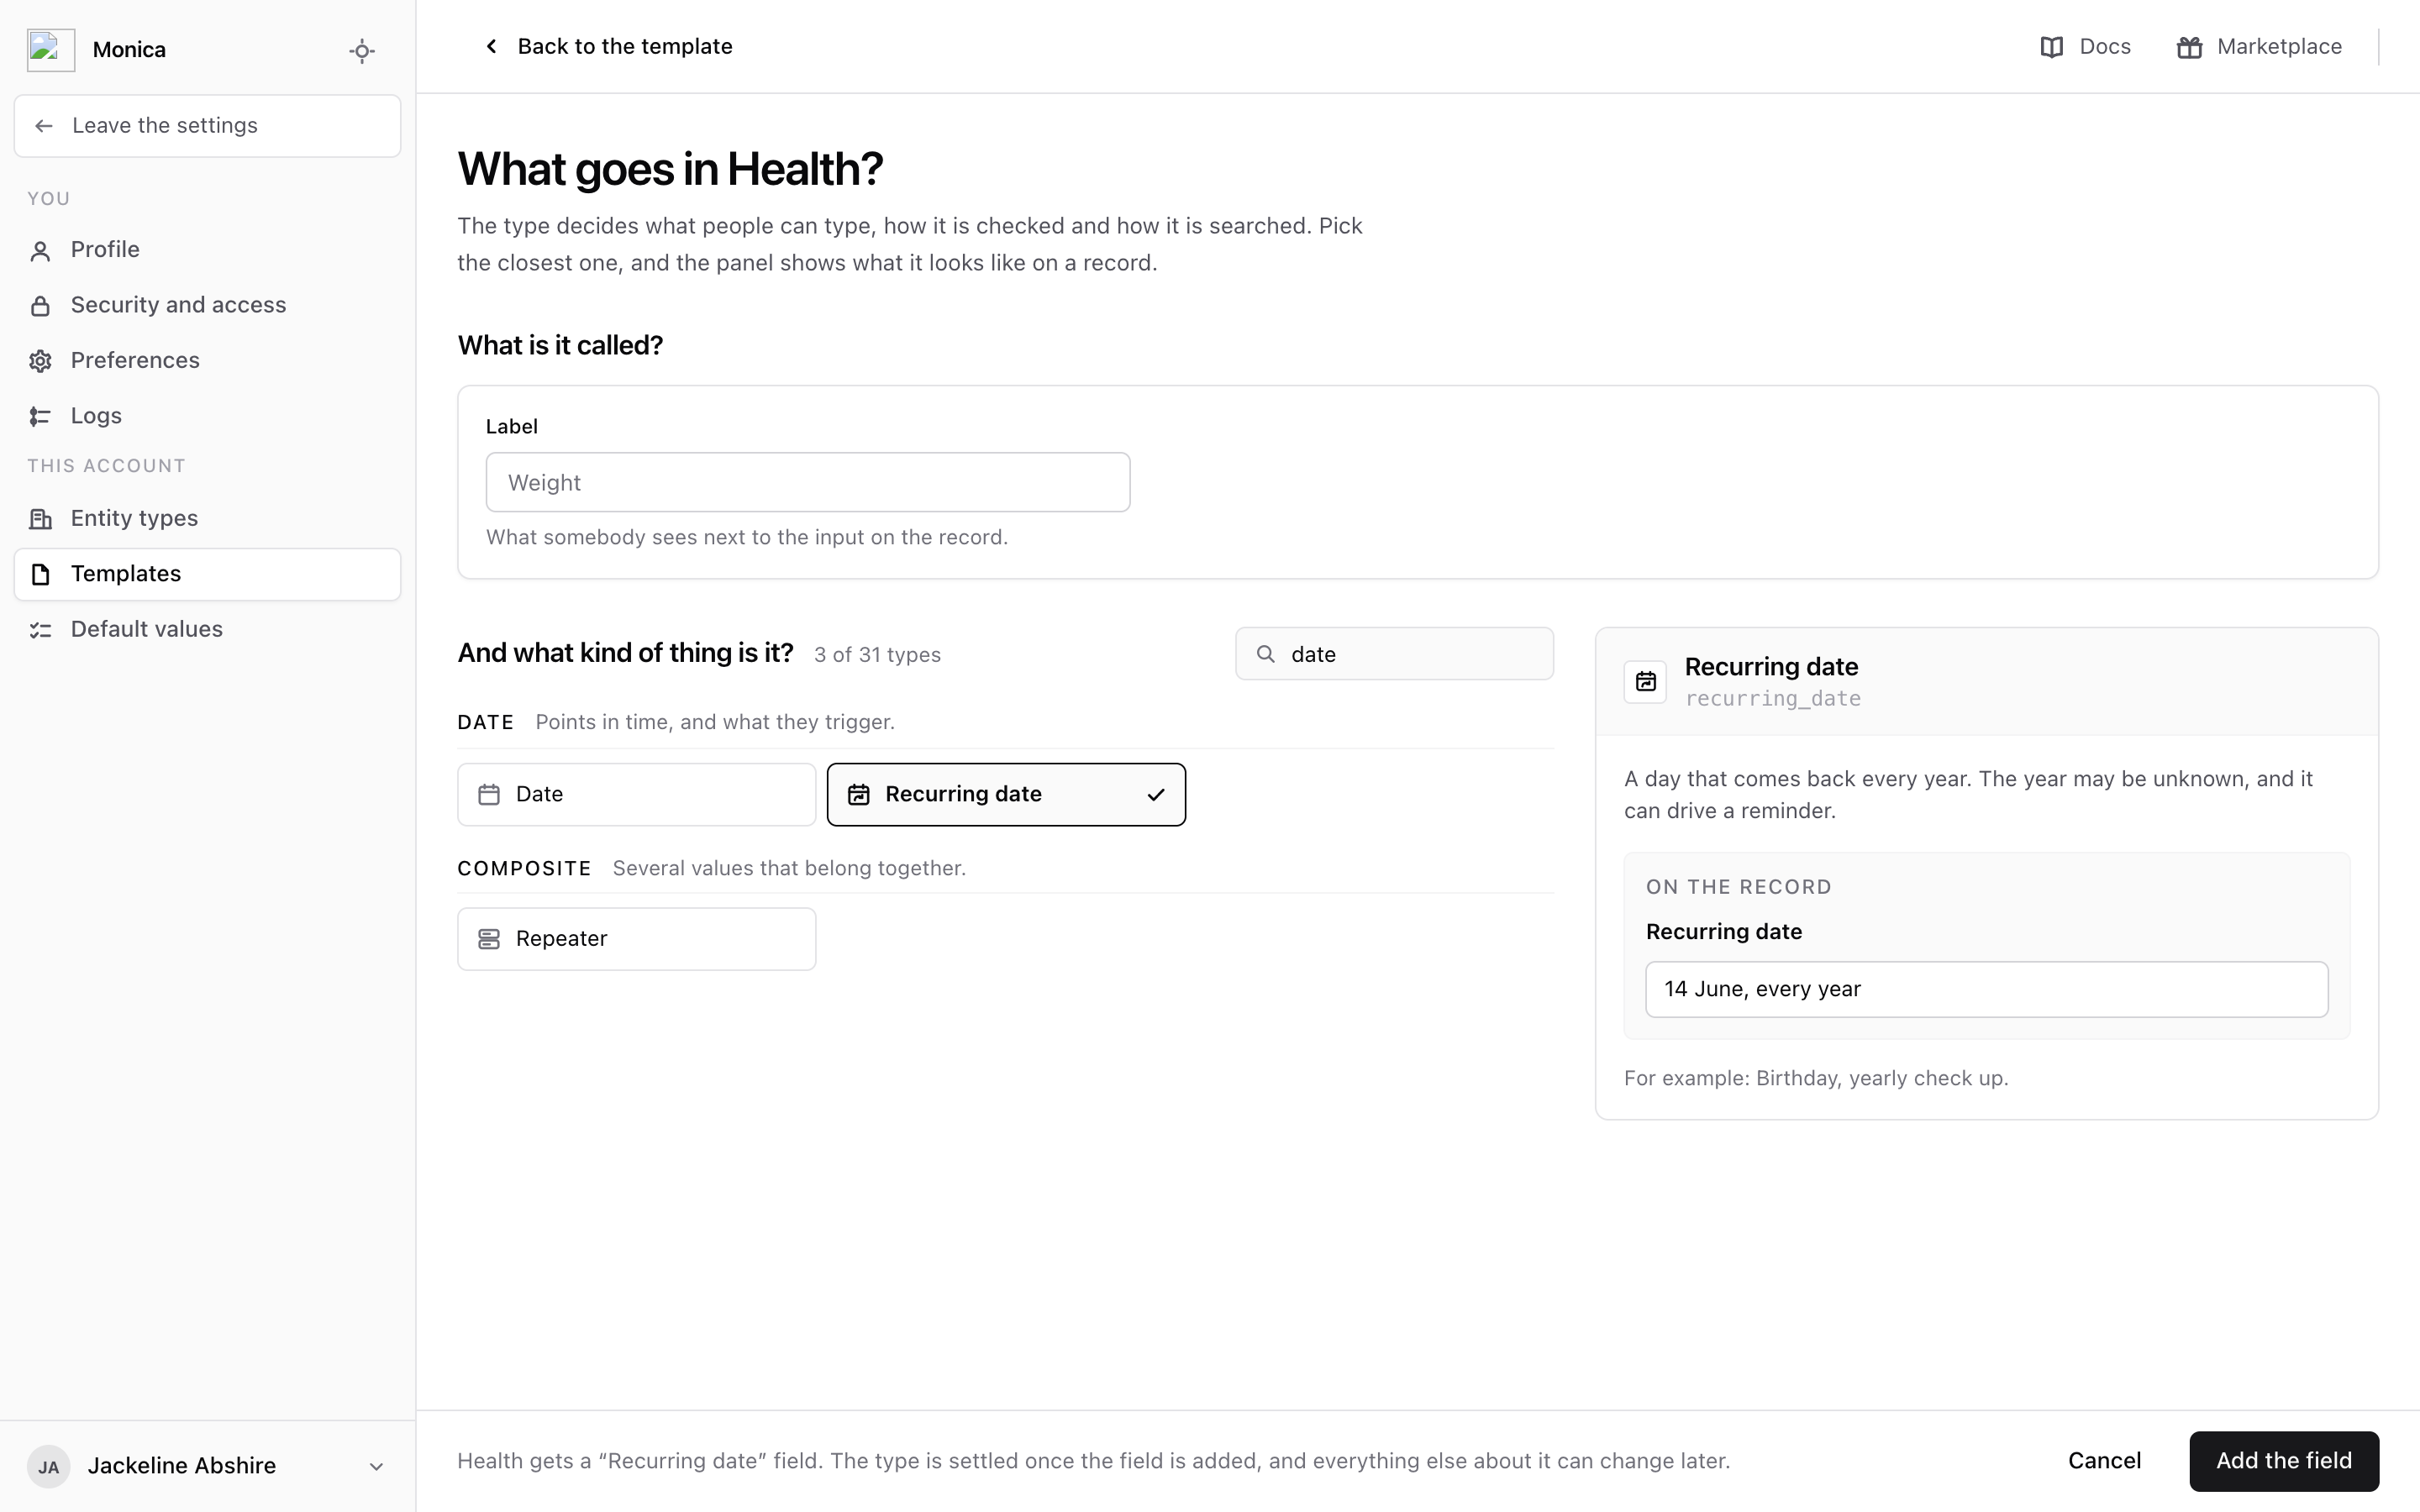 Monica
Leave the settings
YOU
Profile
Security and access
Preferences
Logs
THIS ACCOUNT
Entity types
Templates
Default values
JA
Jackeline Abshire
Back to the template
Docs
Marketplace
What goes in Health?
The type decides what people can type, how it is checked and how it is searched. Pick
the closest one, and the panel shows what it looks like on a record.
What is it called?
Label
Weight
What somebody sees next to the input on the record.
And what kind of thing is it? 3 of 31 types
date
DATE Points in time, and what they trigger.
Date
Recurring date
COMPOSITE Several values that belong together.
Repeater
Recurring date
recurring_date
A day that comes back every year. The year may be unknown, and it
can drive a reminder.
ON THE RECORD
Recurring date
14 June, every year
For example: Birthday, yearly check up.
Health gets a “Recurring date” field. The type is settled once the field is added, and everything else about it can change later.
Cancel
Add the field